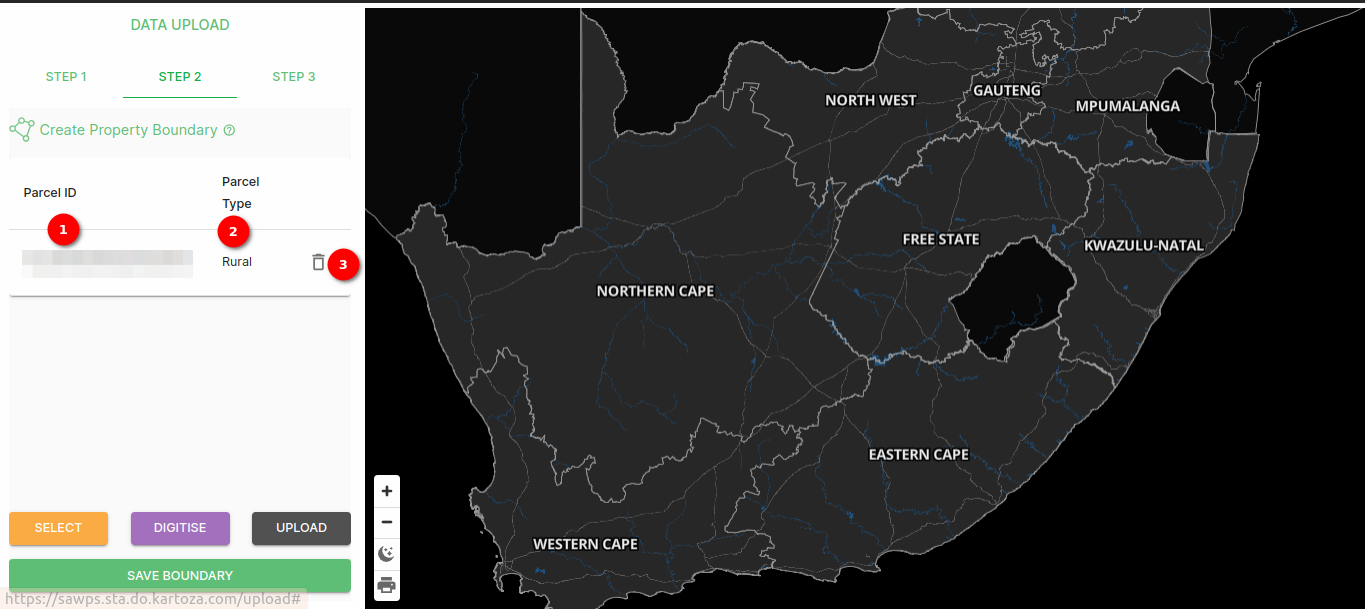 DATA UPLOAD
STEP 1 STEP 2 STEP 3
Create Property Boundary ?
Parcel ID
Parcel
Type
1
2
Rural
3
SELECT DIGITISE UPLOAD
SAVE BOUNDARY
https://sawps.sta.do.kartoza.com/upload#
NORTH WEST
GAUTENG
MPUMALANGA
FREE STATE
KWAZULU-NATAL
NORTHERN CAPE
EASTERN CAPE
WESTERN CAPE
+
−